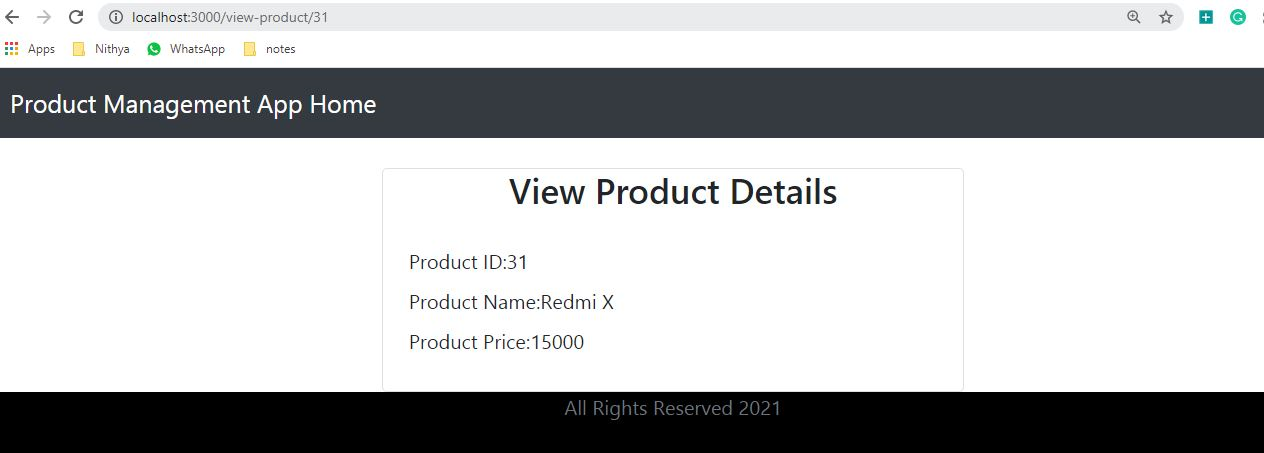 localhost:3000/view-product/31
Apps Nithya WhatsApp notes
Product Management App Home
View Product Details
Product ID:31
Product Name:Redmi X
Product Price:15000
All Rights Reserved 2021